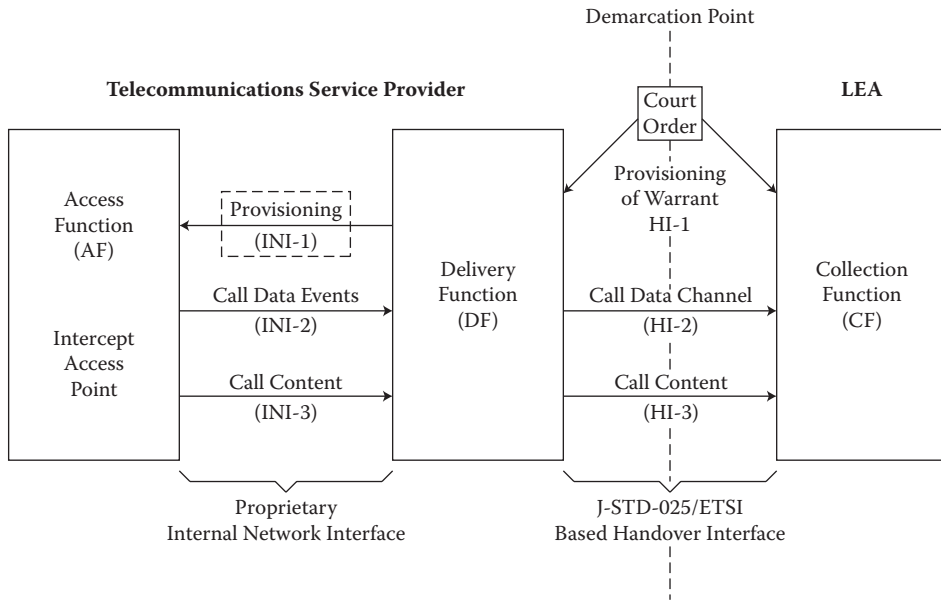 Demarcation Point
Telecommunications Service Provider
LEA
Court
Order
Access
Function
(AF)
Intercept
Access
Point
Provisioning
(INI-1)
Call Data Events
(INI-2)
Call Content
(INI-3)
Delivery
Function
(DF)
Provisioning
of Warrant
HI-1
Call Data Channel
(HI-2)
Call Content
(HI-3)
Collection
Function
(CF)
Proprietary
Internal Network Interface
J-STD-025/ETSI
Based Handover Interface